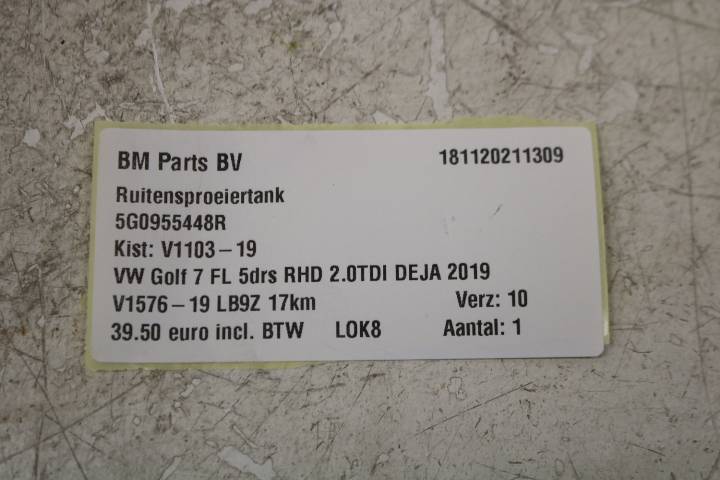 BM Parts BV 181120211309
Ruitensproeiertank
5G0955448R
Kist: V1103-19
VW Golf 7 FL 5drs RHD 2.0TDI DEJA 2019
V1576-19 LB9Z 17km Verz: 10
39.50 euro incl. BTW LOK8 Aantal: 1